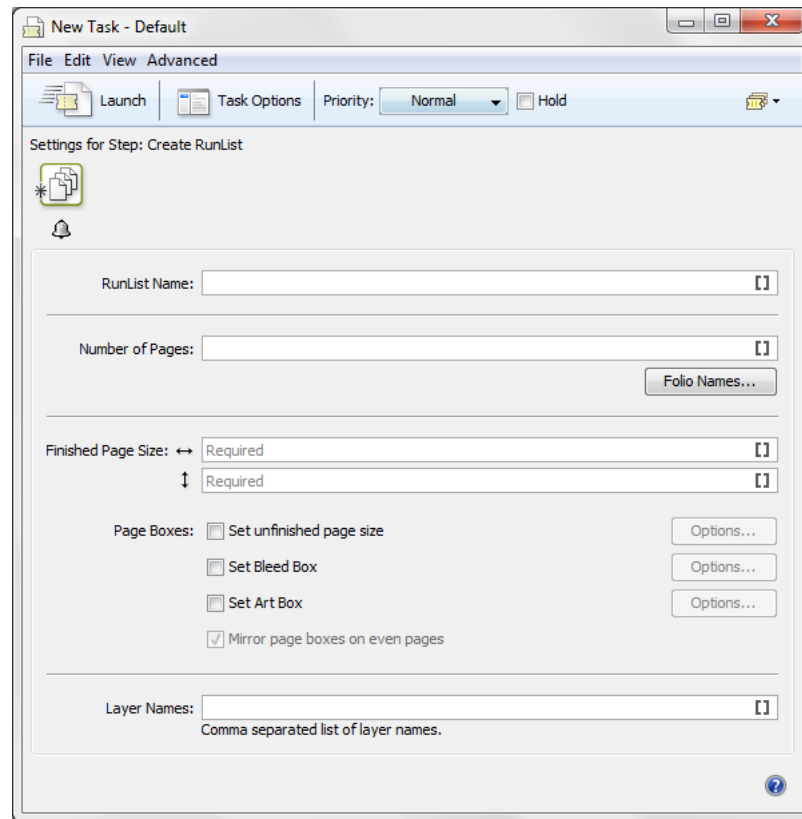 New Task - Default
File Edit View Advanced
Launch Task Options Priority: Normal Hold
Settings for Step: Create RunList
RunList Name: []
Number of Pages: []
Folio Names...
Finished Page Size: ↔ Required []
↕ Required []
Page Boxes: Set unfinished page size Options...
Set Bleed Box Options...
Set Art Box Options...
Mirror page boxes on even pages
Layer Names: []
Comma separated list of layer names.
?